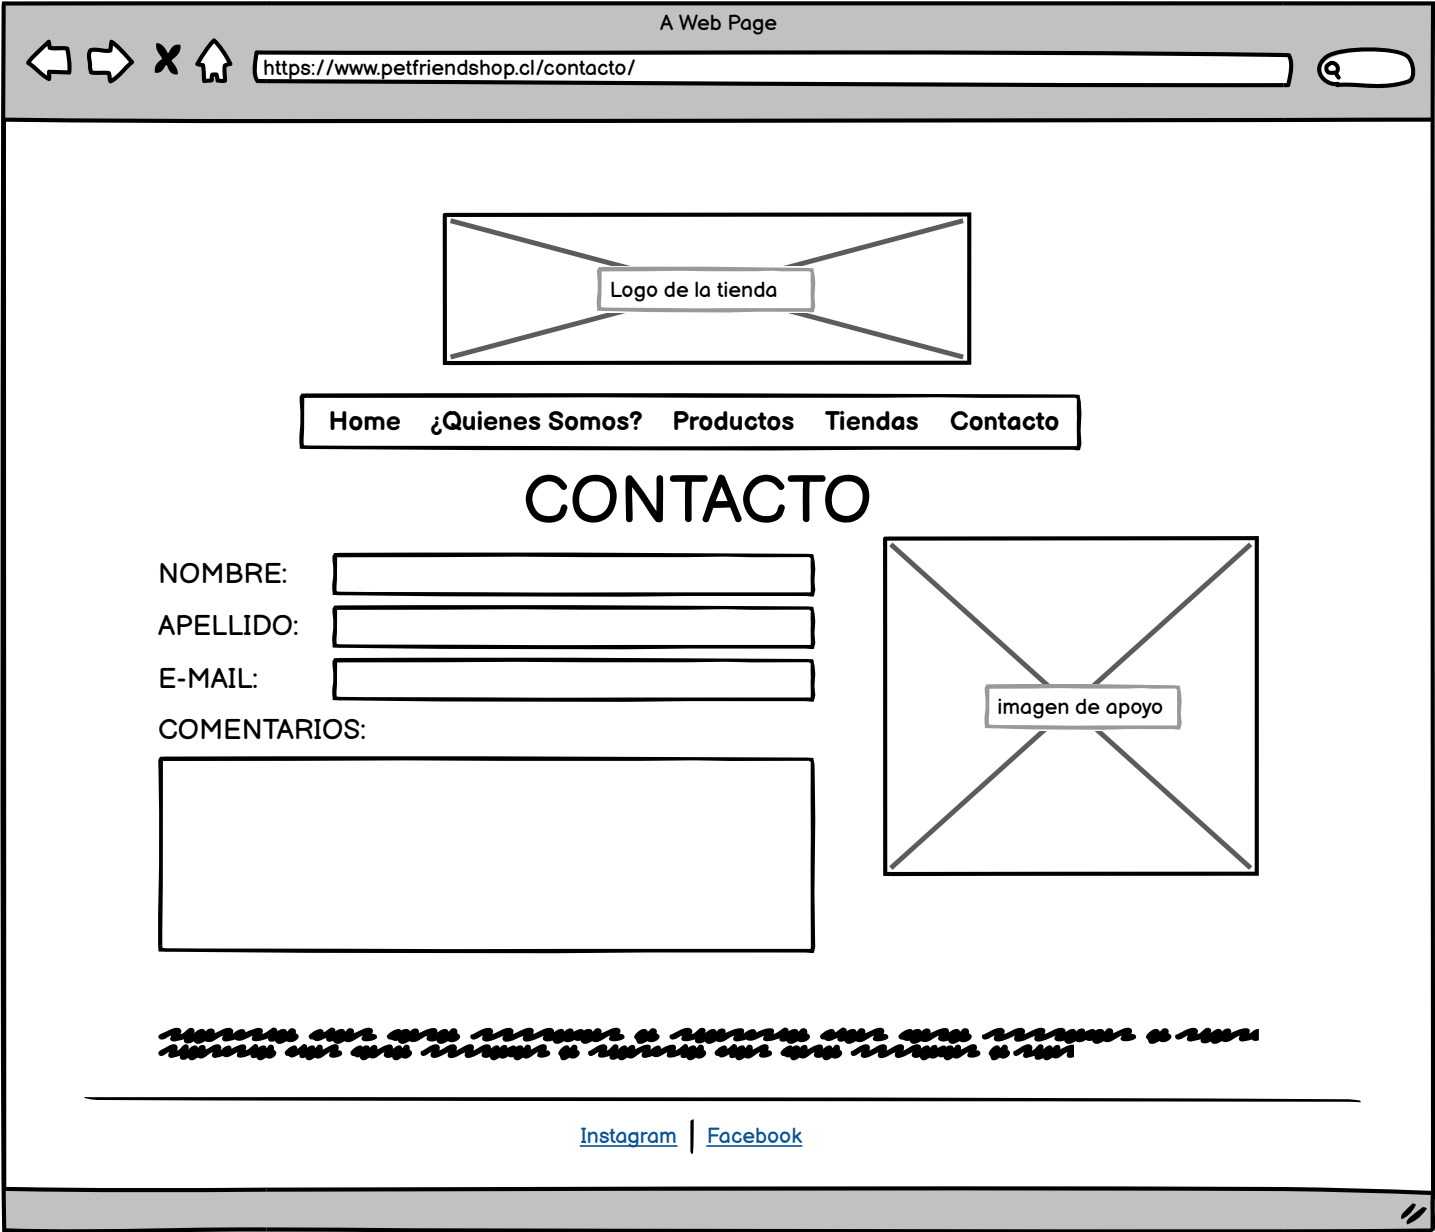 A Web Page
https://www.petfriendshop.cl/contacto/
Logo de la tienda
Home ¿Quienes Somos? Productos Tiendas Contacto
CONTACTO
NOMBRE:
APELLIDO:
E-MAIL:
COMENTARIOS:
imagen de apoyo
Instagram | Facebook